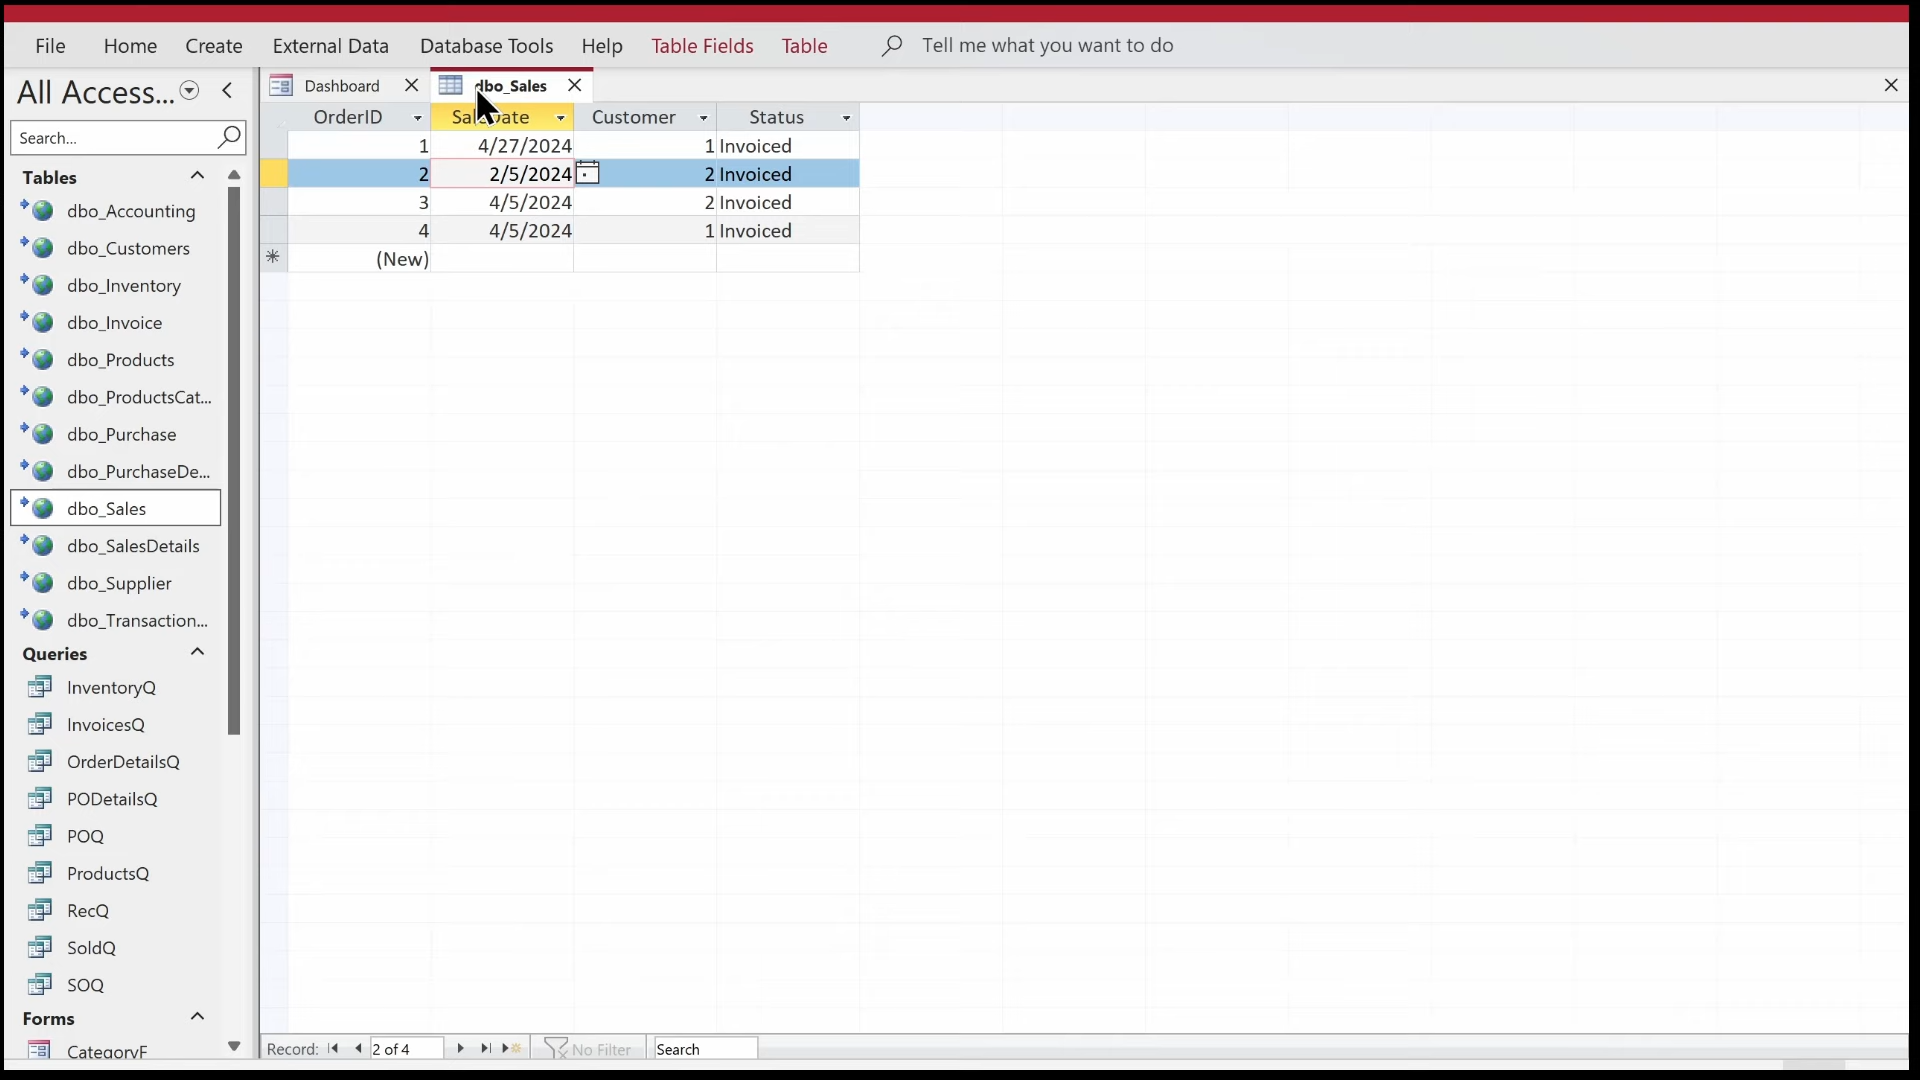 File Home Create External Data Database Tools Help Table Fields Table Tell me what you want to do
All Access...
Dashboard dbo_Sales
Search...
OrderID Customer Status
1 4/27/2024 1 Invoiced
2 2/5/2024 2 Invoiced
3 4/5/2024 2 Invoiced
4 4/5/2024 1 Invoiced
(New)
Tables
dbo_Accounting
dbo_Customers
dbo_Inventory
dbo_Invoice
dbo_Products
dbo_ProductsCat...
dbo_Purchase
dbo_PurchaseDe...
dbo_Sales
dbo_SalesDetails
dbo_Supplier
dbo_Transaction...
Queries
InventoryQ
InvoicesQ
OrderDetailsQ
PODetailsQ
POQ
ProductsQ
RecQ
SoldQ
SOQ
Forms
CategoryF
Record: 2 of 4 No Filter Search